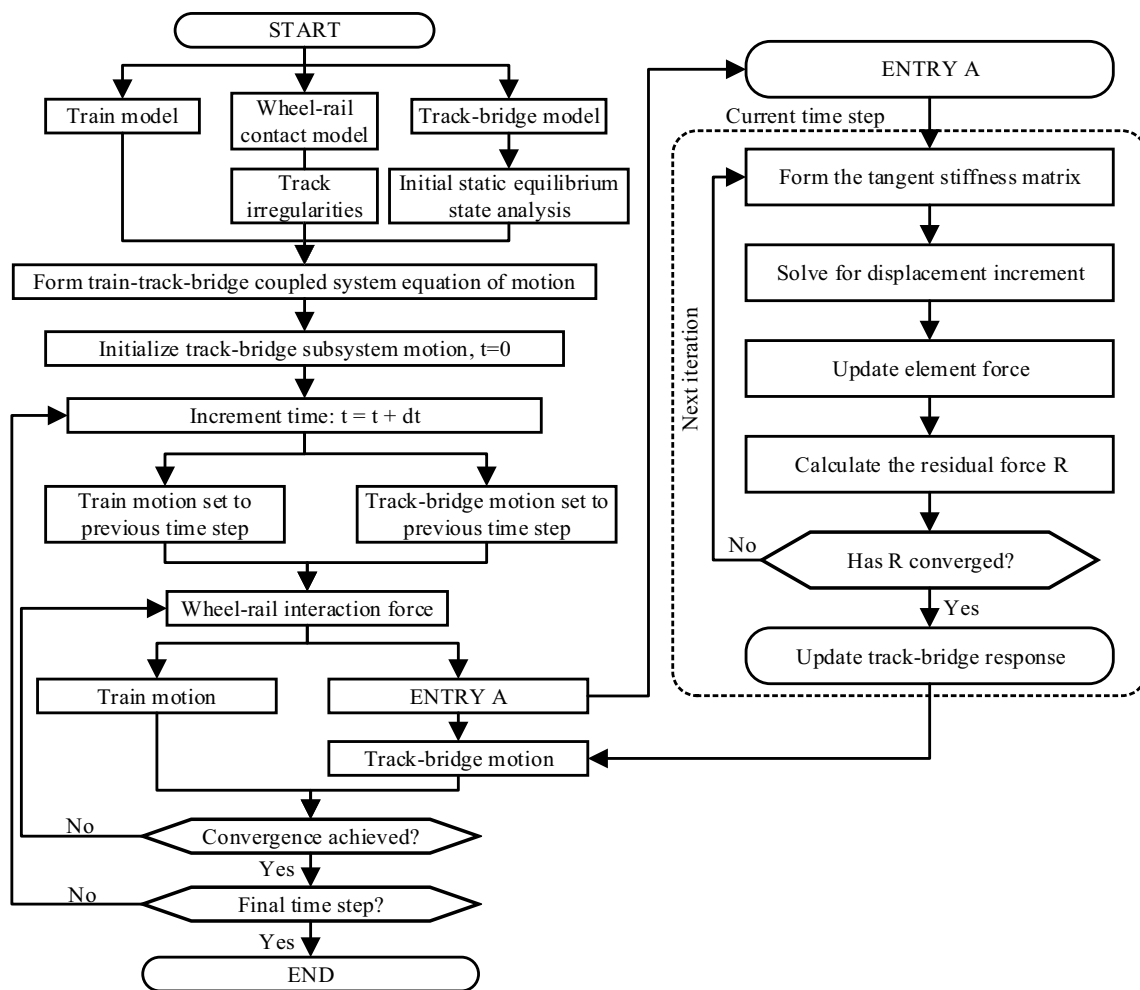 START
Train model
Wheel-rail
contact model
Track-bridge model
Track
irregularities
Initial static equilibrium
state analysis
Form train-track-bridge coupled system equation of motion
Initialize track-bridge subsystem motion, t=0
Increment time: t = t + dt
Train motion set to
previous time step
Track-bridge motion set to
previous time step
Wheel-rail interaction force
Train motion
ENTRY A
Track-bridge motion
No
Convergence achieved?
Yes
No
Final time step?
Yes
END
ENTRY A
Current time step
Form the tangent stiffness matrix
Solve for displacement increment
Next iteration
Update element force
Calculate the residual force R
No
Has R converged?
Yes
Update track-bridge response